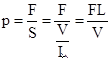 p = F/S = F/(V/L) = FL/V